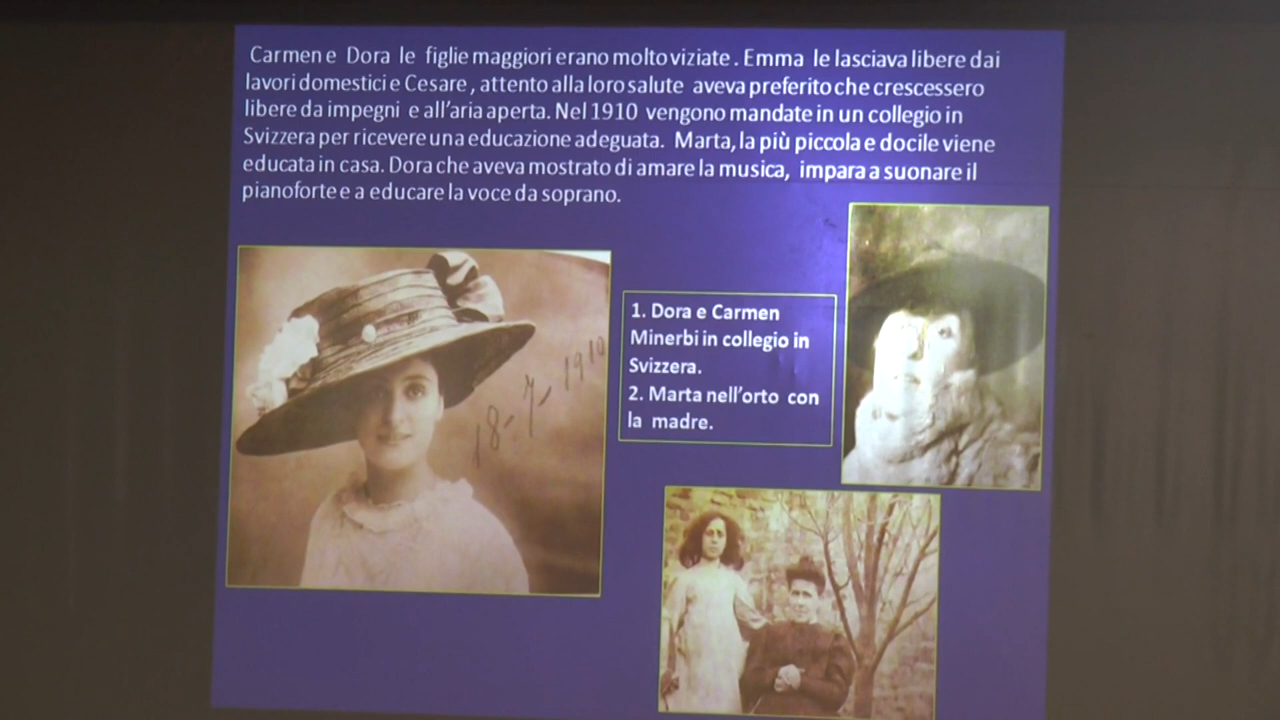 Carmen e Dora le figlie maggiori erano molto viziate . Emma le lasciava libere dai
lavori domestici e Cesare , attento alla loro salute aveva preferito che crescessero
libere da impegni e all'aria aperta. Nel 1910 vengono mandate in un collegio in
Svizzera per ricevere una educazione adeguata. Marta, la più piccola e docile viene
educata in casa. Dora che aveva mostrato di amare la musica, impara a suonare il
pianoforte e a educare la voce da soprano.
18-7-1910
1. Dora e Carmen
Minerbi in collegio in
Svizzera.
2. Marta nell'orto con
la madre.